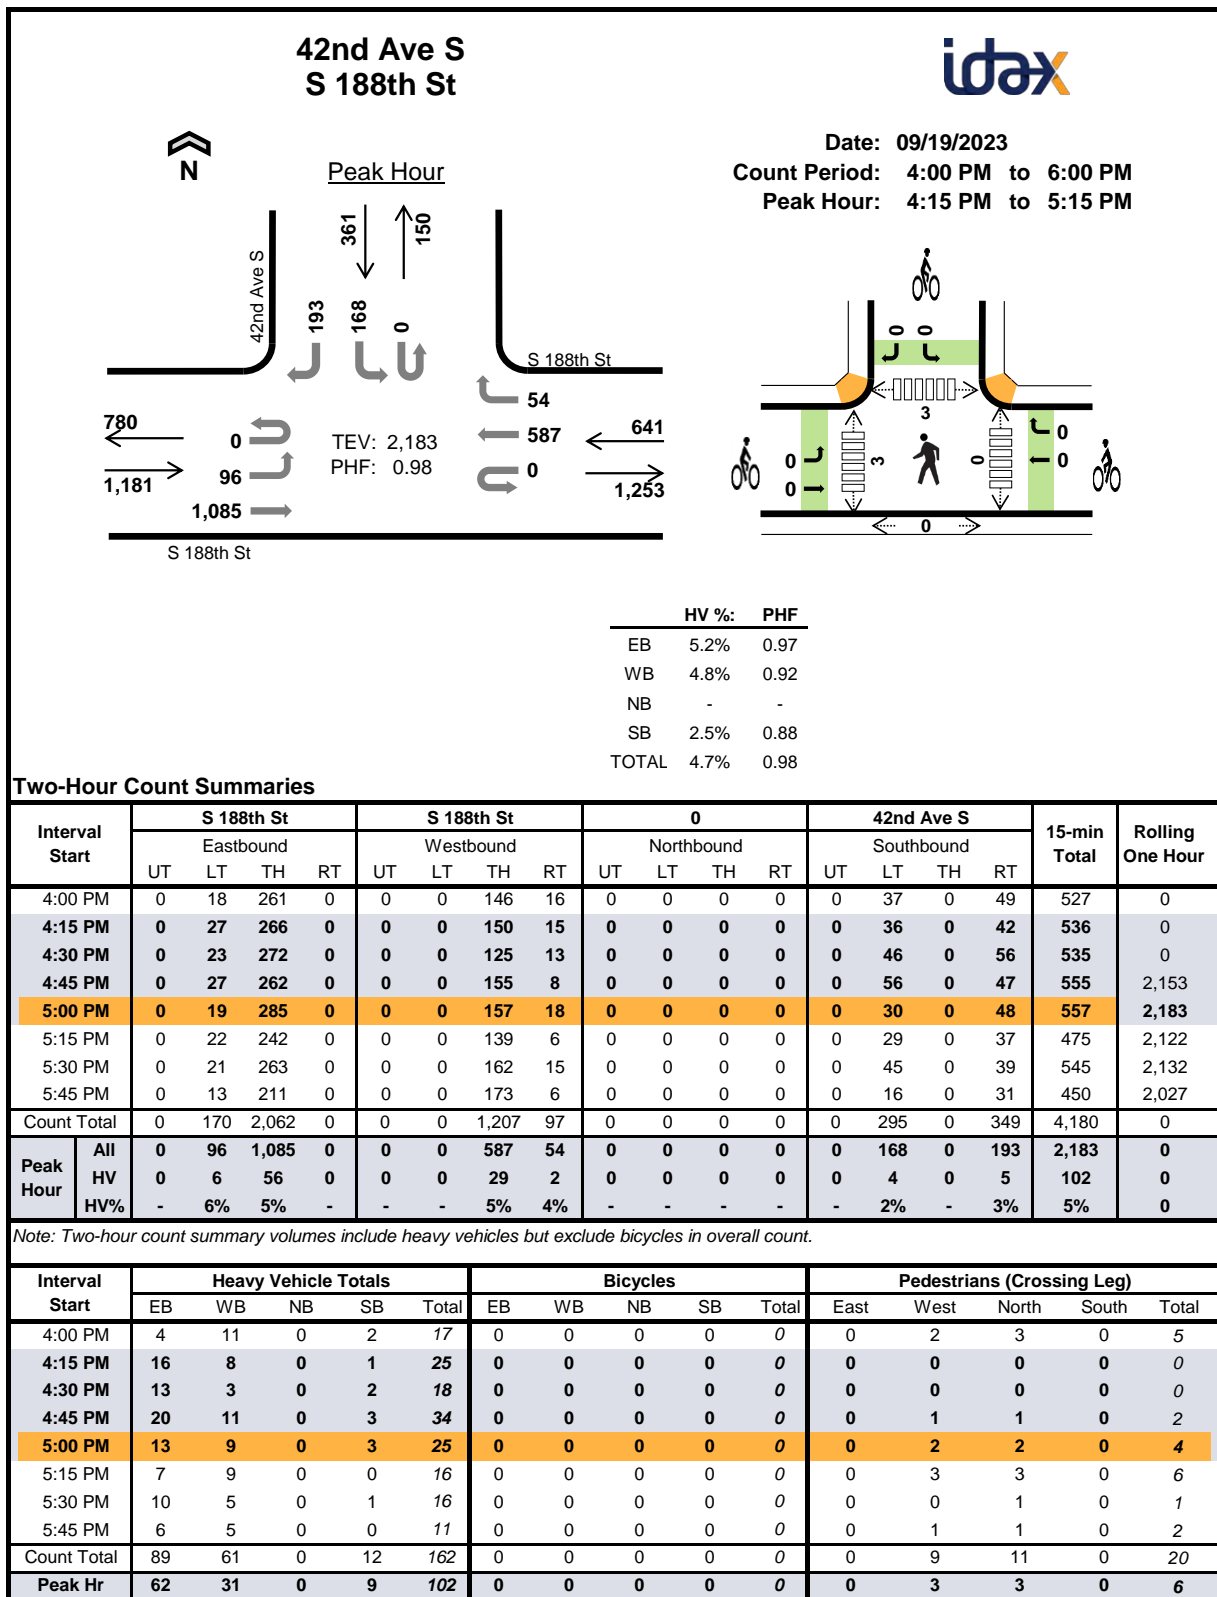 42nd Ave S
S 188th St
idax
N
Peak Hour
Date: 09/19/2023
Count Period: 4:00 PM to 6:00 PM
Peak Hour: 4:15 PM to 5:15 PM
361
150
42nd Ave S
193
168
0
S 188th St
54
587
0
641
1,253
780
1,181
0
96
1,085
TEV: 2,183
PHF: 0.98
S 188th St
0 0
3
0
0
3
0
0
0
0
HV %: PHF
EB 5.2% 0.97
WB 4.8% 0.92
NB - -
SB 2.5% 0.88
TOTAL 4.7% 0.98
Two-Hour Count Summaries
Interval Start S 188th St S 188th St 0 42nd Ave S 15-min Total Rolling One Hour
Eastbound Westbound Northbound Southbound
UT LT TH RT UT LT TH RT UT LT TH RT UT LT TH RT
4:00 PM 0 18 261 0 0 0 146 16 0 0 0 0 0 37 0 49 527 0
4:15 PM 0 27 266 0 0 0 150 15 0 0 0 0 0 36 0 42 536 0
4:30 PM 0 23 272 0 0 0 125 13 0 0 0 0 0 46 0 56 535 0
4:45 PM 0 27 262 0 0 0 155 8 0 0 0 0 0 56 0 47 555 2,153
5:00 PM 0 19 285 0 0 0 157 18 0 0 0 0 0 30 0 48 557 2,183
5:15 PM 0 22 242 0 0 0 139 6 0 0 0 0 0 29 0 37 475 2,122
5:30 PM 0 21 263 0 0 0 162 15 0 0 0 0 0 45 0 39 545 2,132
5:45 PM 0 13 211 0 0 0 173 6 0 0 0 0 0 16 0 31 450 2,027
Count Total 0 170 2,062 0 0 0 1,207 97 0 0 0 0 0 295 0 349 4,180 0
Peak Hour All 0 96 1,085 0 0 0 587 54 0 0 0 0 0 168 0 193 2,183 0
HV 0 6 56 0 0 0 29 2 0 0 0 0 0 4 0 5 102 0
HV% - 6% 5% - - - 5% 4% - - - - - 2% - 3% 5% 0
Note: Two-hour count summary volumes include heavy vehicles but exclude bicycles in overall count.
Interval Start Heavy Vehicle Totals Bicycles Pedestrians (Crossing Leg)
EB WB NB SB Total EB WB NB SB Total East West North South Total
4:00 PM 4 11 0 2 17 0 0 0 0 0 0 2 3 0 5
4:15 PM 16 8 0 1 25 0 0 0 0 0 0 0 0 0 0
4:30 PM 13 3 0 2 18 0 0 0 0 0 0 0 0 0 0
4:45 PM 20 11 0 3 34 0 0 0 0 0 0 1 1 0 2
5:00 PM 13 9 0 3 25 0 0 0 0 0 0 2 2 0 4
5:15 PM 7 9 0 0 16 0 0 0 0 0 0 3 3 0 6
5:30 PM 10 5 0 1 16 0 0 0 0 0 0 0 1 0 1
5:45 PM 6 5 0 0 11 0 0 0 0 0 0 1 1 0 2
Count Total 89 61 0 12 162 0 0 0 0 0 0 9 11 0 20
Peak Hr 62 31 0 9 102 0 0 0 0 0 0 3 3 0 6